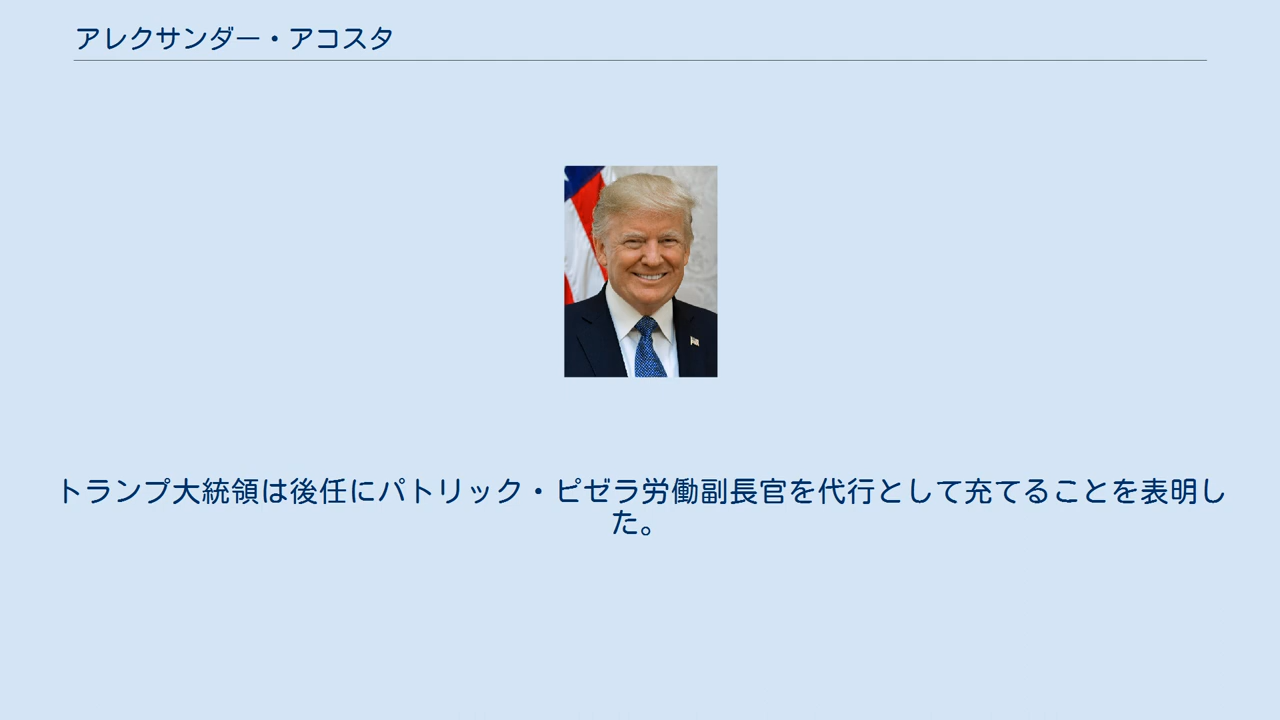 アレクサンダー・アコスタ
トランプ大統領は後任にパトリック・ピゼラ労働副長官を代行として充てることを表明し
た。